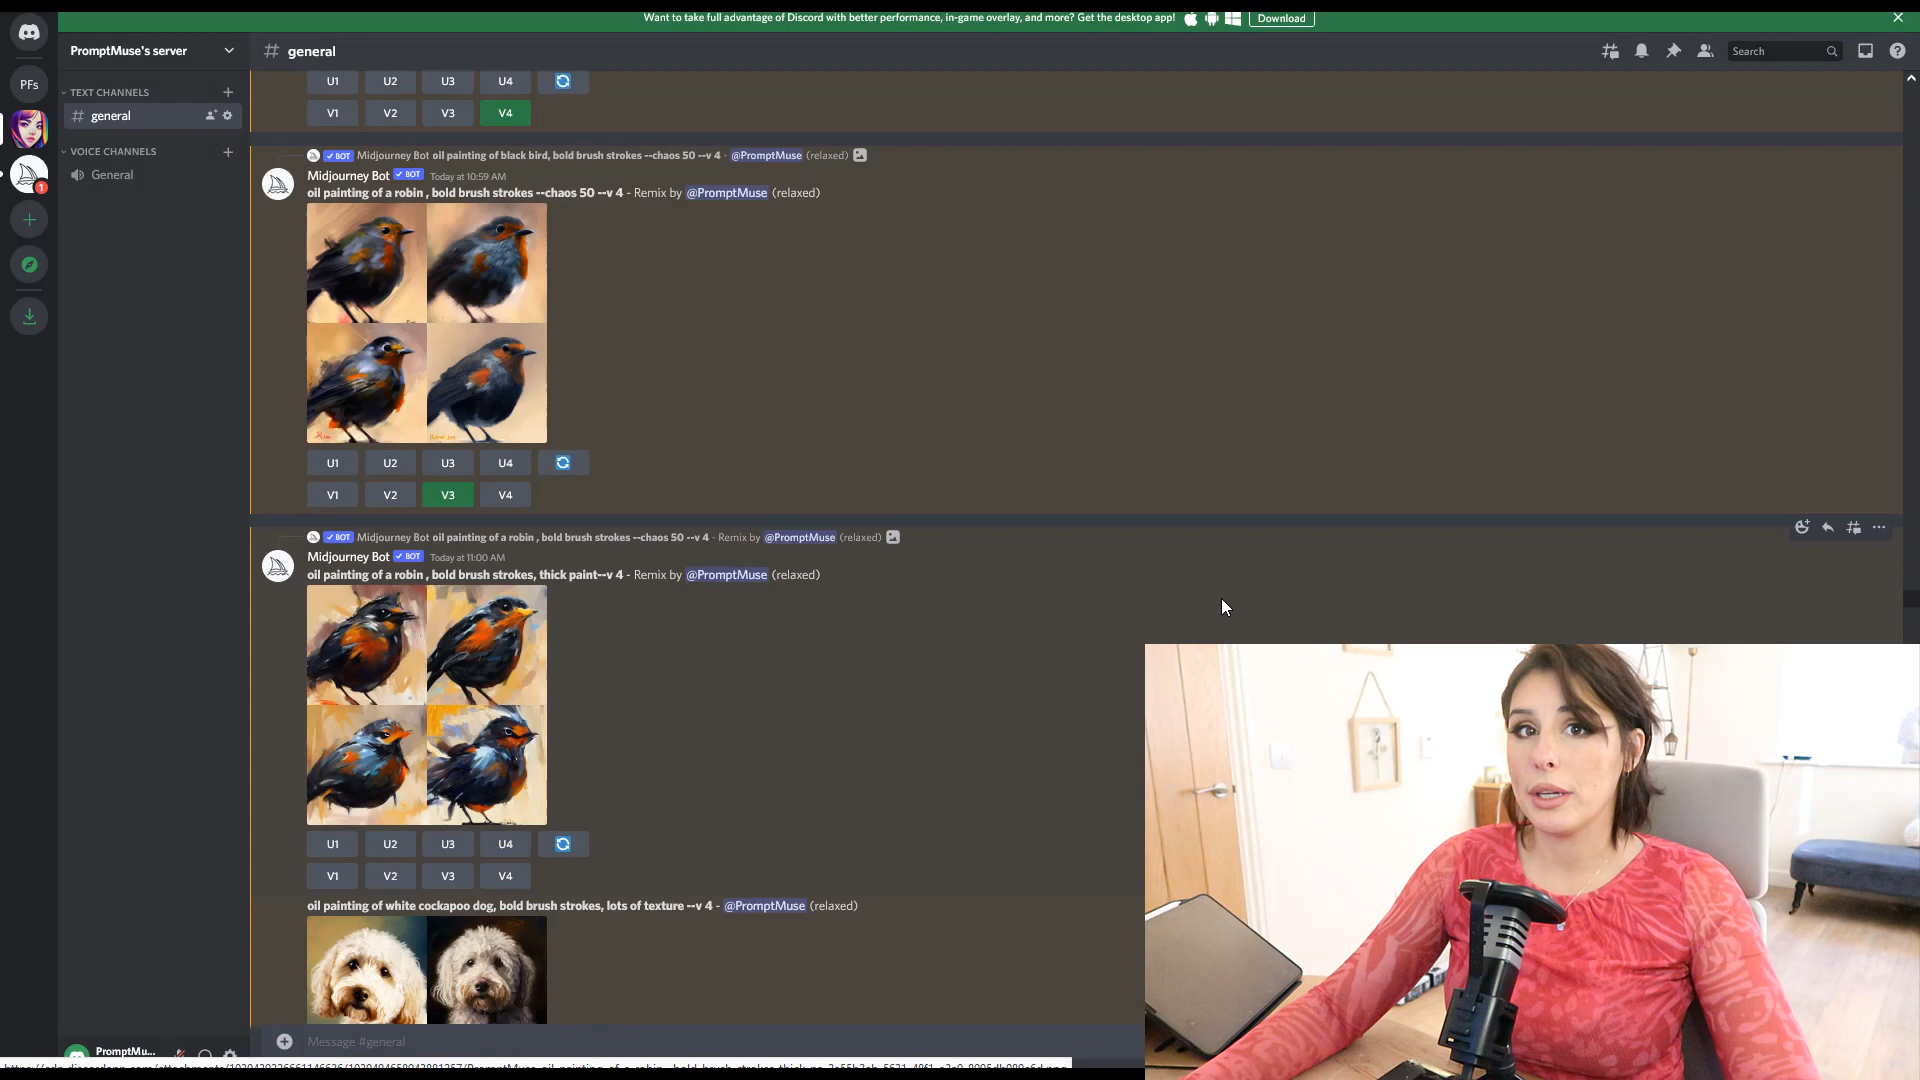 Want to take full advantage of Discord with better performance, in-game overlay, and more? Get the desktop app! Download
PromptMuse's server
# general
Search
PFs
TEXT CHANNELS
# general
VOICE CHANNELS
General
1
U1 U2 U3 U4
V1 V2 V3 V4
BOT Midjourney Bot oil painting of black bird, bold brush strokes --chaos 50 --v 4 - @PromptMuse (relaxed)
Midjourney Bot BOT Today at 10:59 AM
oil painting of a robin , bold brush strokes --chaos 50 --v 4 - Remix by @PromptMuse (relaxed)
U1 U2 U3 U4
V1 V2 V3 V4
BOT Midjourney Bot oil painting of a robin , bold brush strokes --chaos 50 --v 4 - Remix by @PromptMuse (relaxed)
Midjourney Bot BOT Today at 11:00 AM
oil painting of a robin , bold brush strokes, thick paint--v 4 - Remix by @PromptMuse (relaxed)
U1 U2 U3 U4
V1 V2 V3 V4
oil painting of white cockapoo dog, bold brush strokes, lots of texture --v 4 - @PromptMuse (relaxed)
Message #general
PromptMu...